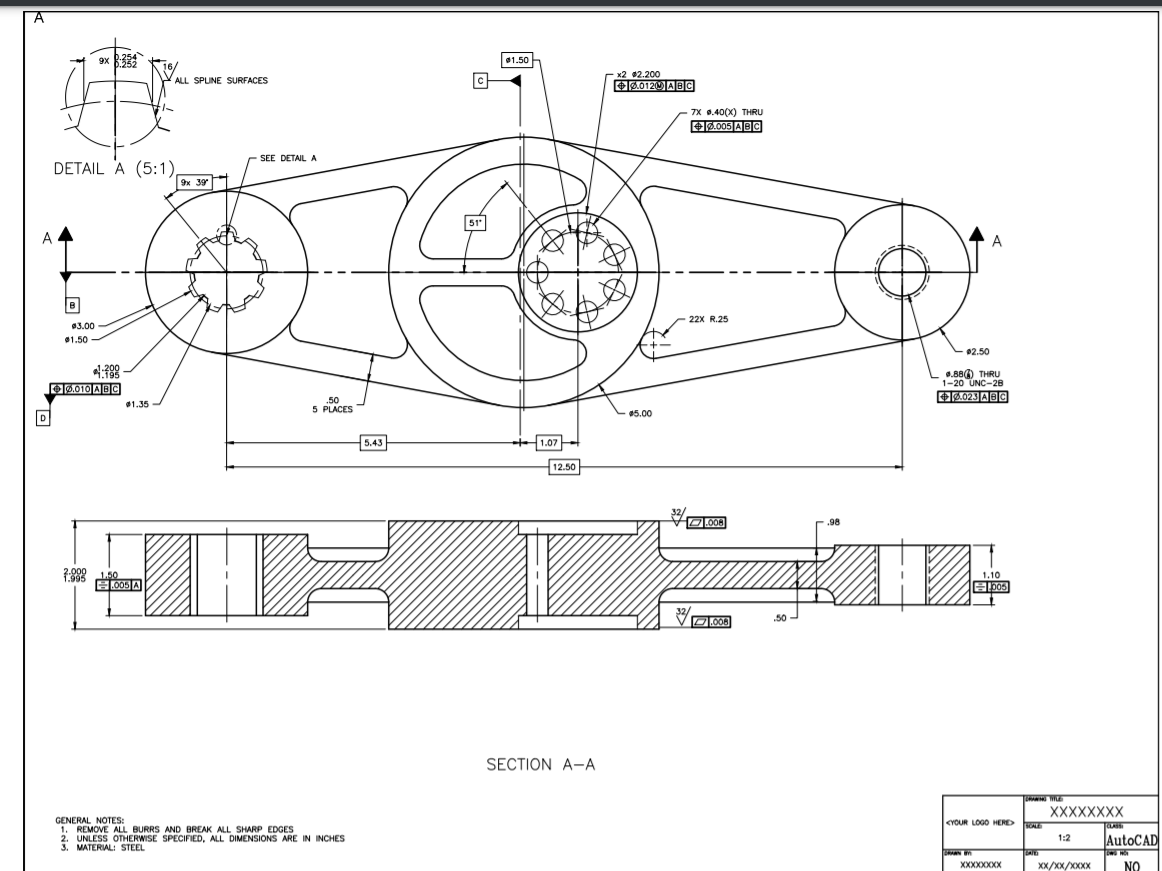 A
9X 0.254
0.252
16
ALL SPLINE SURFACES
DETAIL A (5:1)
SEE DETAIL A
9x 39°
ø1.50
C
x2 ø2.200
⌖ Ø.012Ⓜ A B C
7X ø.40(X) THRU
⌖ Ø.005 A B C
51°
A
A
B
ø3.00
ø1.50
ø1.200
1.195
⌖ Ø.010 A B C
D
ø1.35
.50
5 PLACES
22X R.25
ø5.00
ø2.50
ø.88 THRU
1-20 UNC-2B
⌖ Ø.023 A B C
5.43
1.07
12.50
32
⏥ .008
.98
2.000
1.995
1.50
⌯ .005 A
1.10
⌯ .005
32
⏥ .008
.50
SECTION A-A
GENERAL NOTES:
1. REMOVE ALL BURRS AND BREAK ALL SHARP EDGES
2. UNLESS OTHERWISE SPECIFIED, ALL DIMENSIONS ARE IN INCHES
3. MATERIAL: STEEL
<YOUR LOGO HERE>
DRAWING TITLE:
XXXXXXXX
SCALE:
1:2
CLASS:
AutoCAD
DRAWN BY:
XXXXXXXX
DATE:
XX/XX/XXXX
DWG NO:
NO